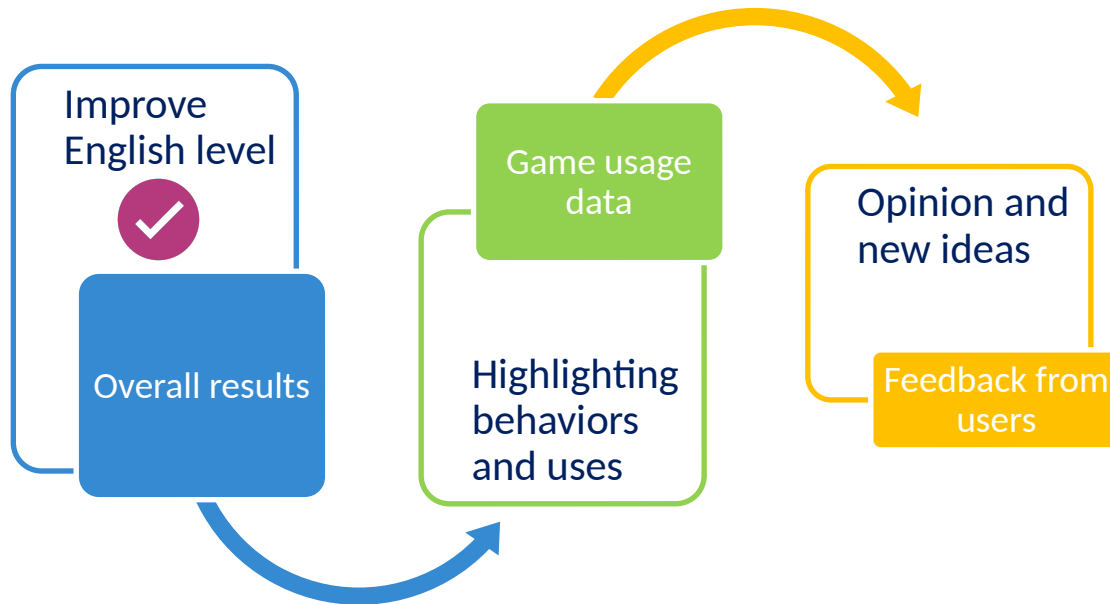 Improve
English level
Overall results
Game usage
data
Highlighting
behaviors
and uses
Opinion and
new ideas
Feedback from
users